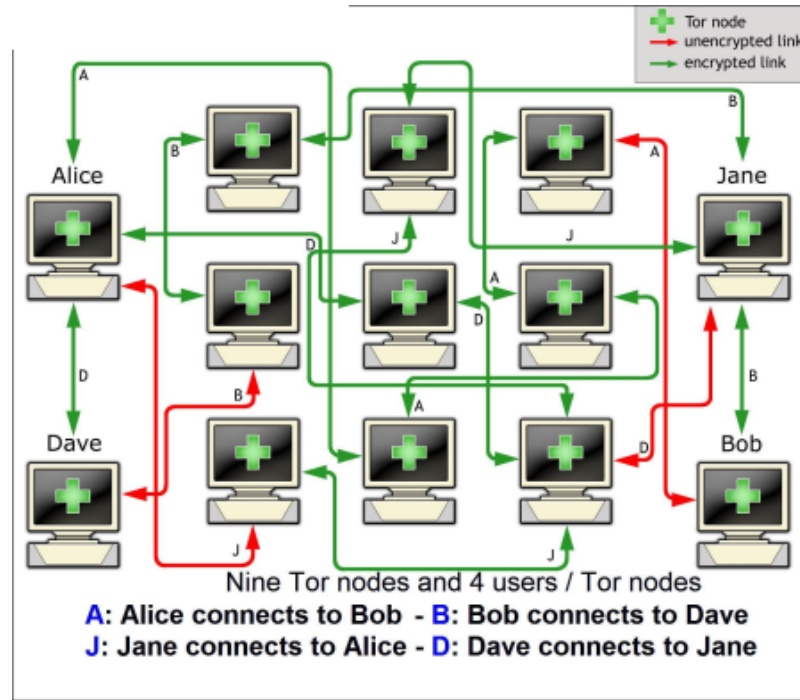 Tor node
unencrypted link
encrypted link
A
B
Alice
B
A
Jane
D
J
J
A
D
D
B
B
A
Dave
D
Bob
J
J
Nine Tor nodes and 4 users / Tor nodes
A: Alice connects to Bob - B: Bob connects to Dave
J: Jane connects to Alice - D: Dave connects to Jane